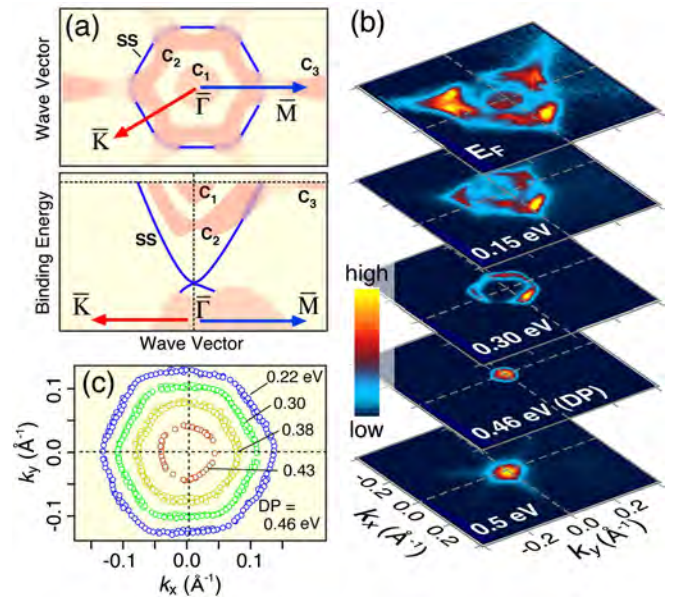 (a)
SS
C₂
C₁
C₃
Γ̅
M̅
K̅
Wave Vector
C₁
C₃
SS
C₂
Binding Energy
K̅
Γ̅
M̅
Wave Vector
(b)
E_F
0.15 eV
0.30 eV
0.46 eV (DP)
0.5 eV
high
low
-0.2
0.0
0.2
kₓ (Å⁻¹)
-0.2
0.0
0.2
k_y (Å⁻¹)
(c)
0.22 eV
0.30
0.38
0.43
DP =
0.46 eV
0.1
0.0
-0.1
k_y (Å⁻¹)
-0.1
0.0
0.1
kₓ (Å⁻¹)